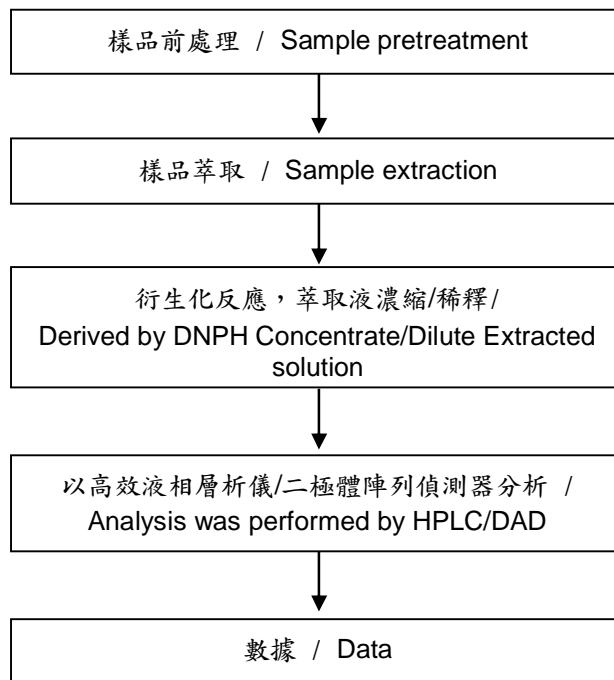 樣品前處理 / Sample pretreatment
樣品萃取 / Sample extraction
衍生化反應，萃取液濃縮/稀釋/
Derived by DNPH Concentrate/Dilute Extracted
solution
以高效液相層析儀/二極體陣列偵測器分析 /
Analysis was performed by HPLC/DAD
數據 / Data